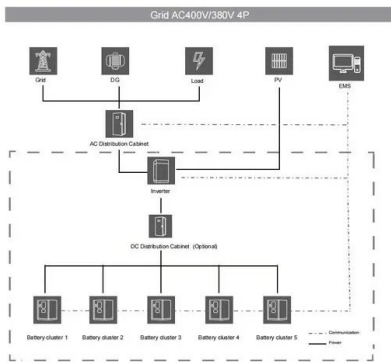 Grid AC400V/380V 4P
Grid
DG
Load
PV
EMS
AC Distribution Cabinet
Inverter
DC Distribution Cabinet (Optional)
Battery cluster 1
Battery cluster 2
Battery cluster 3
Battery cluster 4
Battery cluster 5
Communication
Power